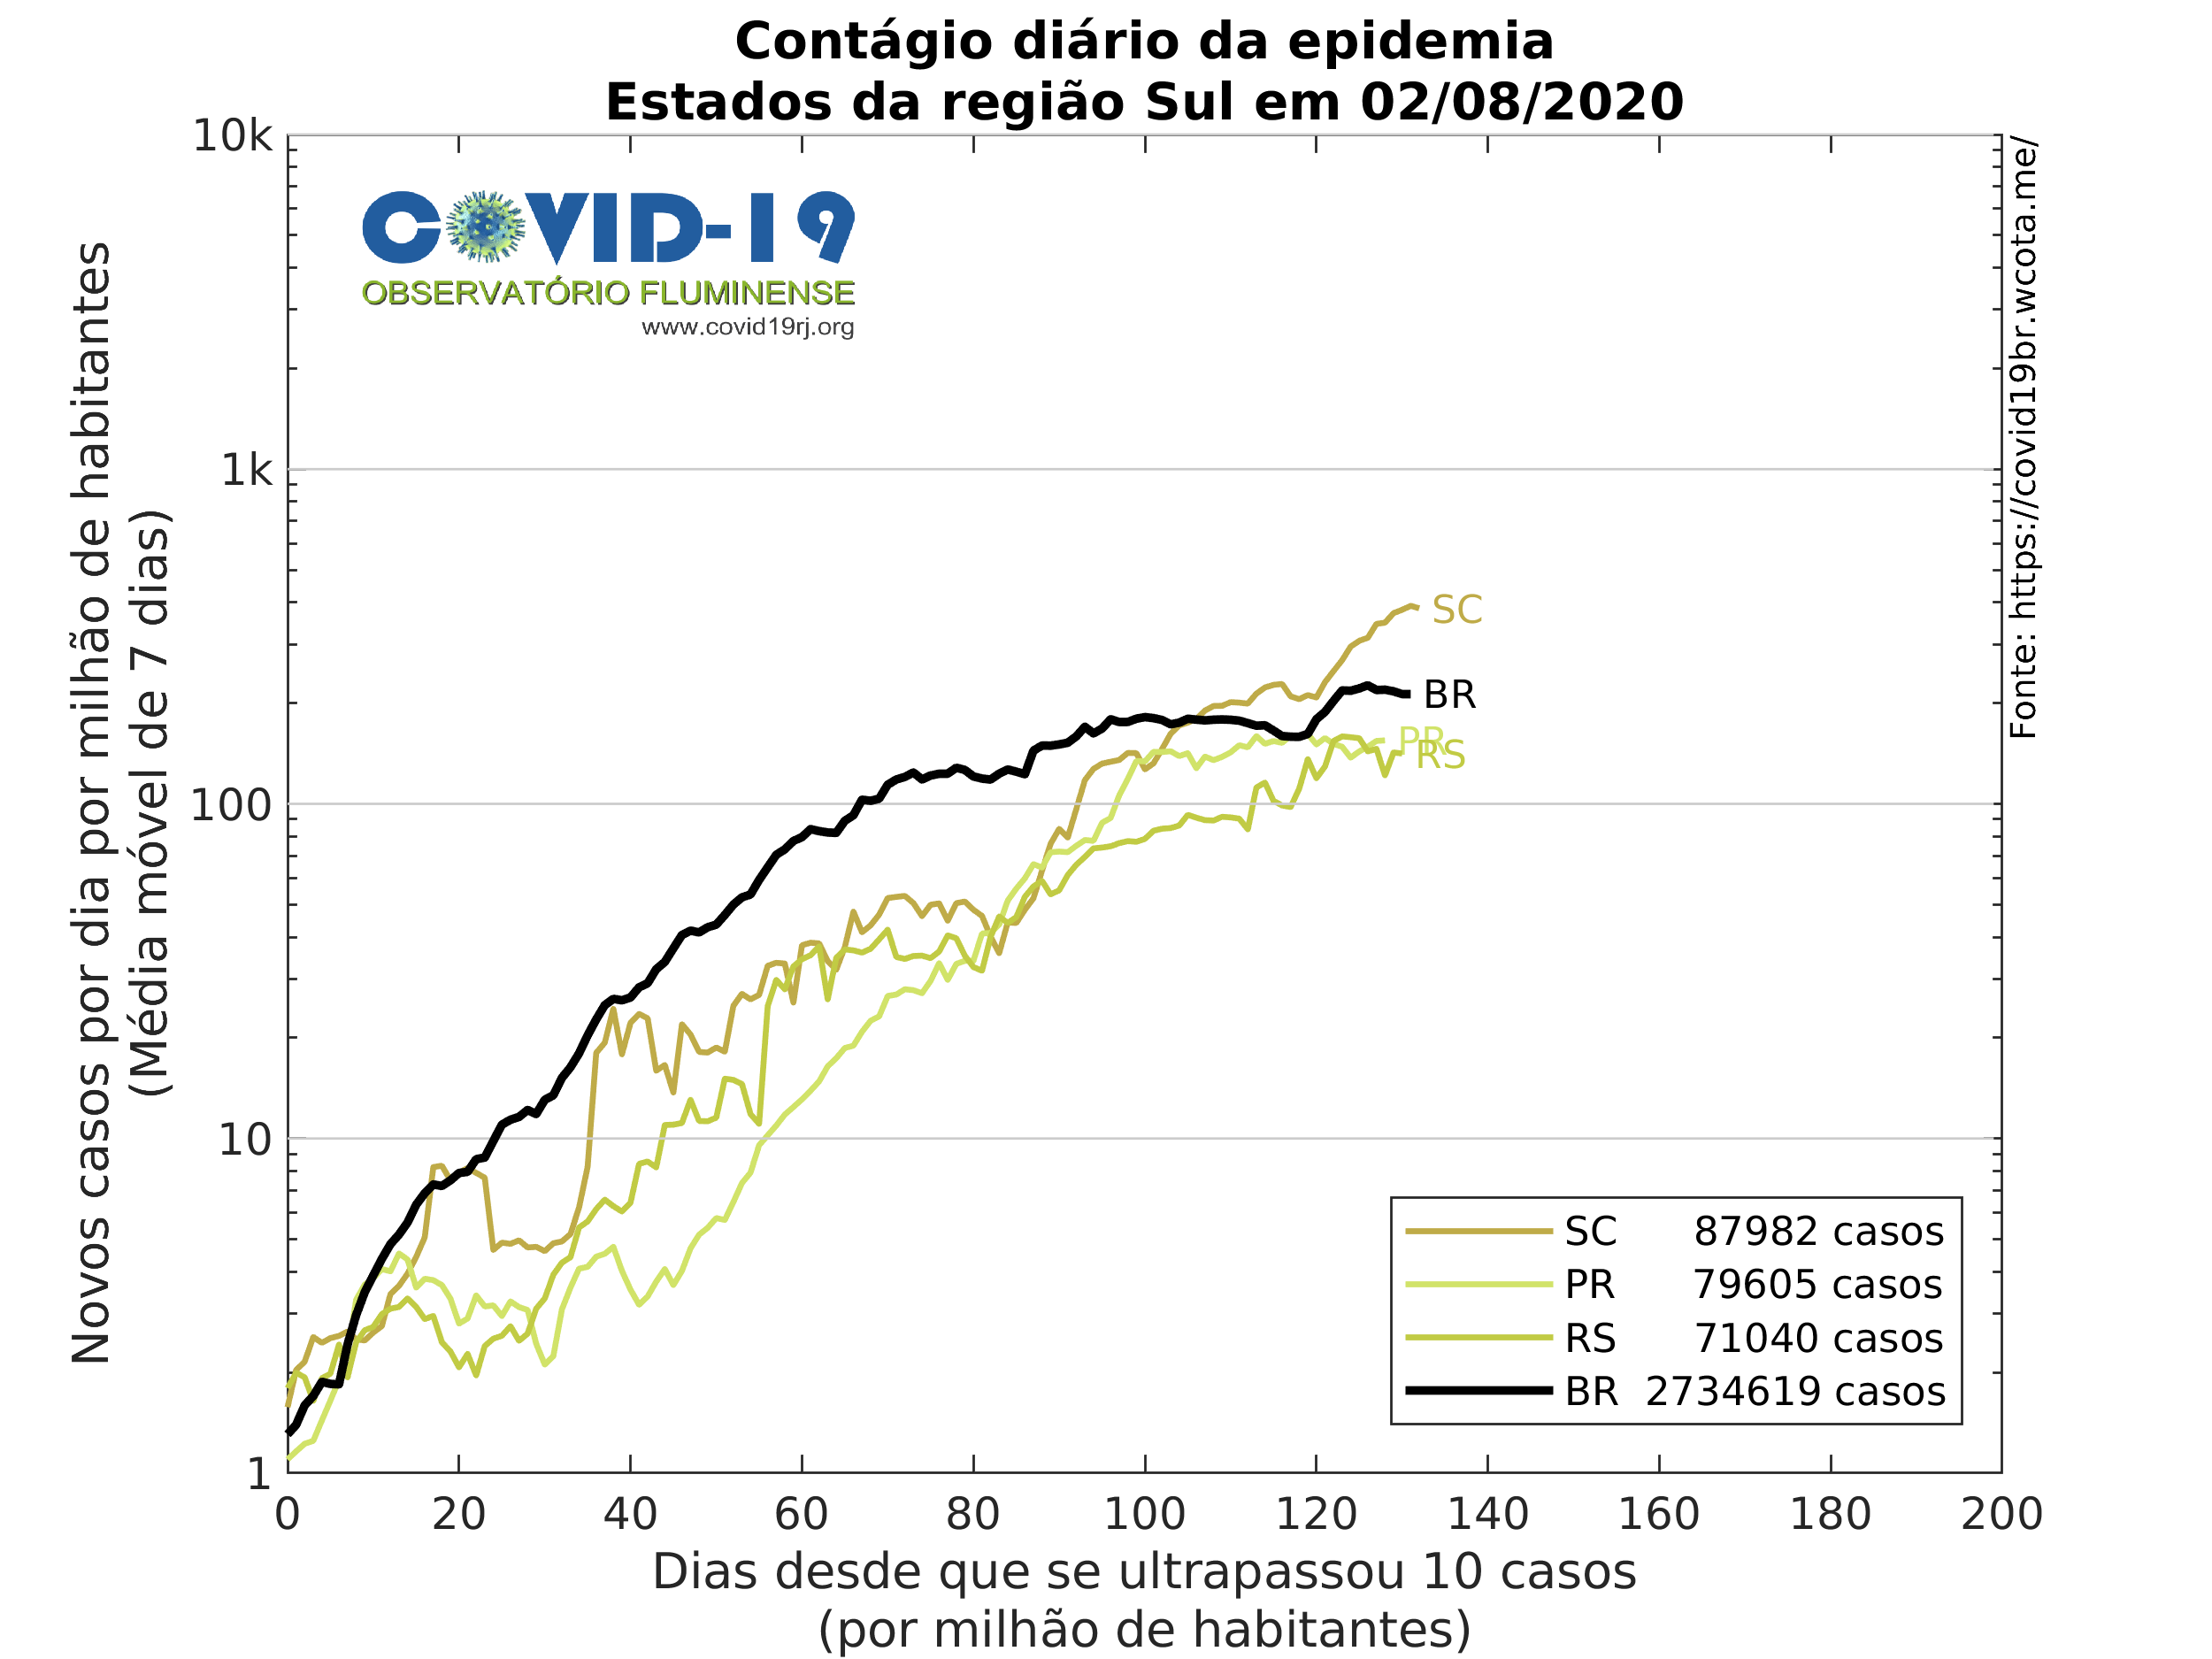 Contágio diário da epidemia
Estados da região Sul em 02/08/2020
COVID-19
OBSERVATÓRIO FLUMINENSE
www.covid19rj.org
Novos casos por dia por milhão de habitantes
(Média móvel de 7 dias)
10k
1k
100
10
1
SC
BR
PR
RS
Fonte: https://covid19br.wcota.me/
SC 87982 casos
PR 79605 casos
RS 71040 casos
BR 2734619 casos
0 20 40 60 80 100 120 140 160 180 200
Dias desde que se ultrapassou 10 casos
(por milhão de habitantes)